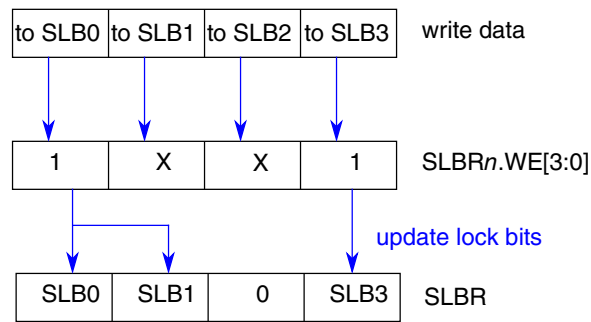 to SLB0 to SLB1 to SLB2 to SLB3 write data
1 X X 1 SLBRn.WE[3:0]
update lock bits
SLB0 SLB1 0 SLB3 SLBR